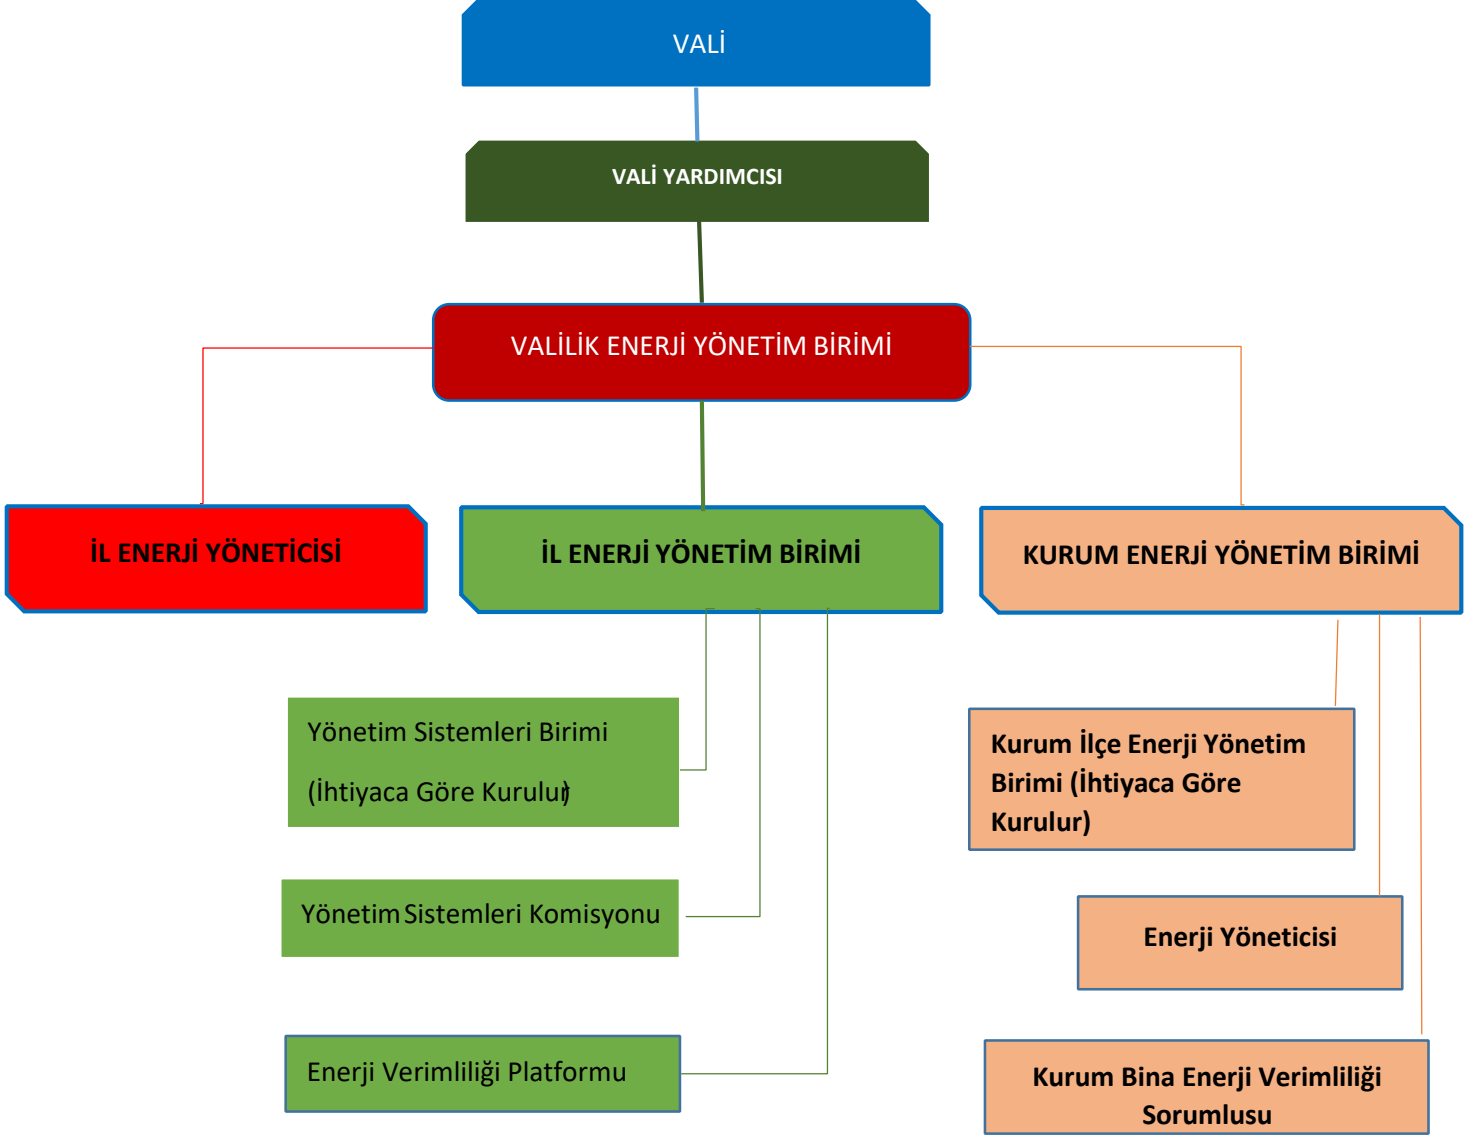 VALİ
VALİ YARDIMCISI
VALİLİK ENERJİ YÖNETİM BİRİMİ
İL ENERJİ YÖNETİCİSİ
İL ENERJİ YÖNETİM BİRİMİ
KURUM ENERJİ YÖNETİM BİRİMİ
Yönetim Sistemleri Birimi
(İhtiyaca Göre Kurulur)
Yönetim Sistemleri Komisyonu
Enerji Verimliliği Platformu
Kurum İlçe Enerji Yönetim
Birimi (İhtiyaca Göre
Kurulur)
Enerji Yöneticisi
Kurum Bina Enerji Verimliliği
Sorumlusu